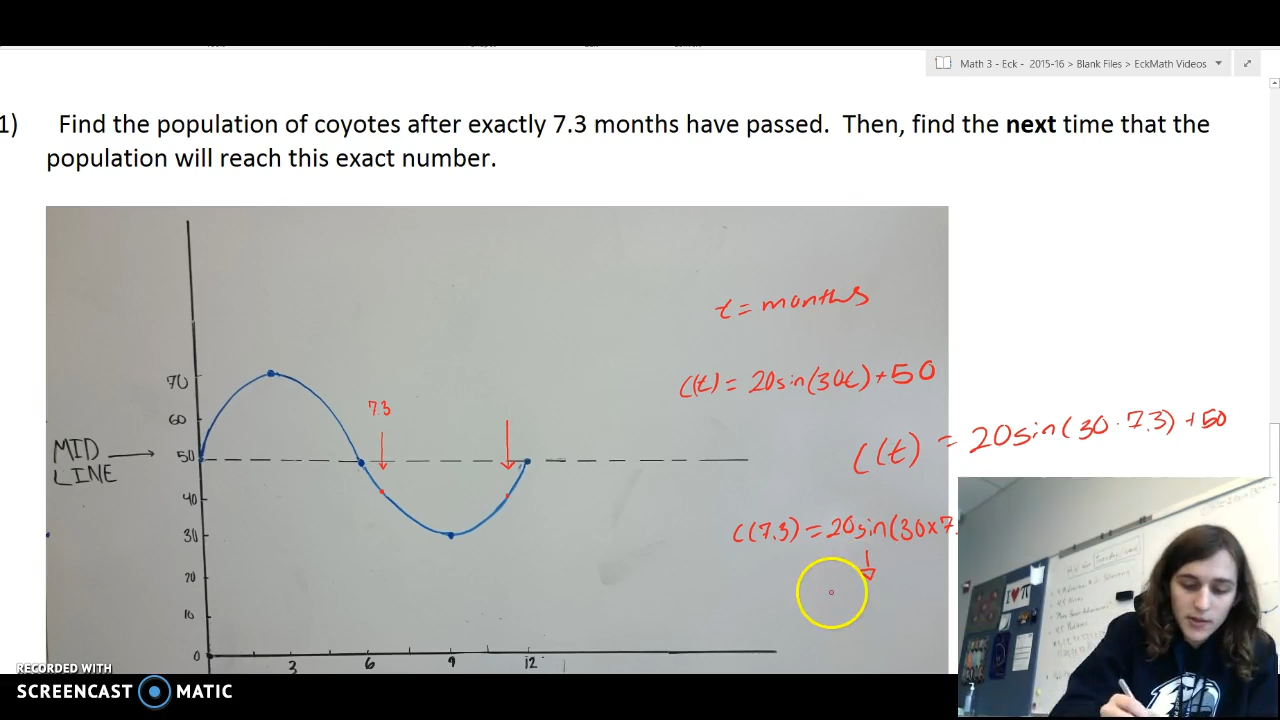 Math 3 - Eck - 2015-16 > Blank Files > EckMath Videos
1) Find the population of coyotes after exactly 7.3 months have passed. Then, find the next time that the
population will reach this exact number.
t = months
70
C(t) = 20sin(30t) + 50
7.3
60
C(t) = 20sin(30 · 7.3) + 50
MID
LINE
50
40
C(7.3) = 20sin(30x7.
30
20
10
0
3
6
9
12
I ♥ π
RECORDED WITH
SCREENCAST MATIC